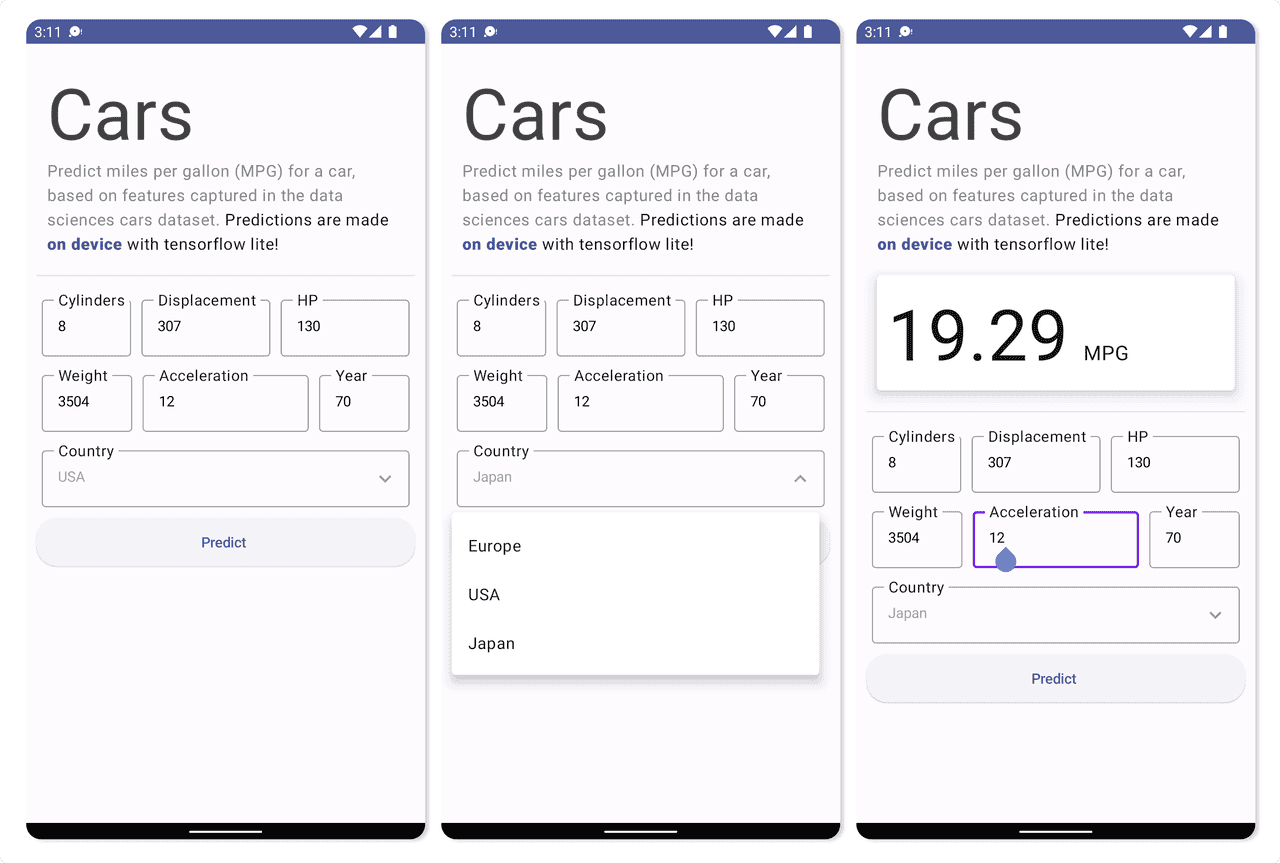 3:11
Cars
Predict miles per gallon (MPG) for a car,
based on features captured in the data
sciences cars dataset. Predictions are made
on device with tensorflow lite!
Cylinders Displacement HP
8 307 130
Weight Acceleration Year
3504 12 70
Country
USA
Predict
3:11
Cars
Predict miles per gallon (MPG) for a car,
based on features captured in the data
sciences cars dataset. Predictions are made
on device with tensorflow lite!
Cylinders Displacement HP
8 307 130
Weight Acceleration Year
3504 12 70
Country
Japan
Europe
USA
Japan
3:11
Cars
Predict miles per gallon (MPG) for a car,
based on features captured in the data
sciences cars dataset. Predictions are made
on device with tensorflow lite!
19.29 MPG
Cylinders Displacement HP
8 307 130
Weight Acceleration Year
3504 12 70
Country
Japan
Predict